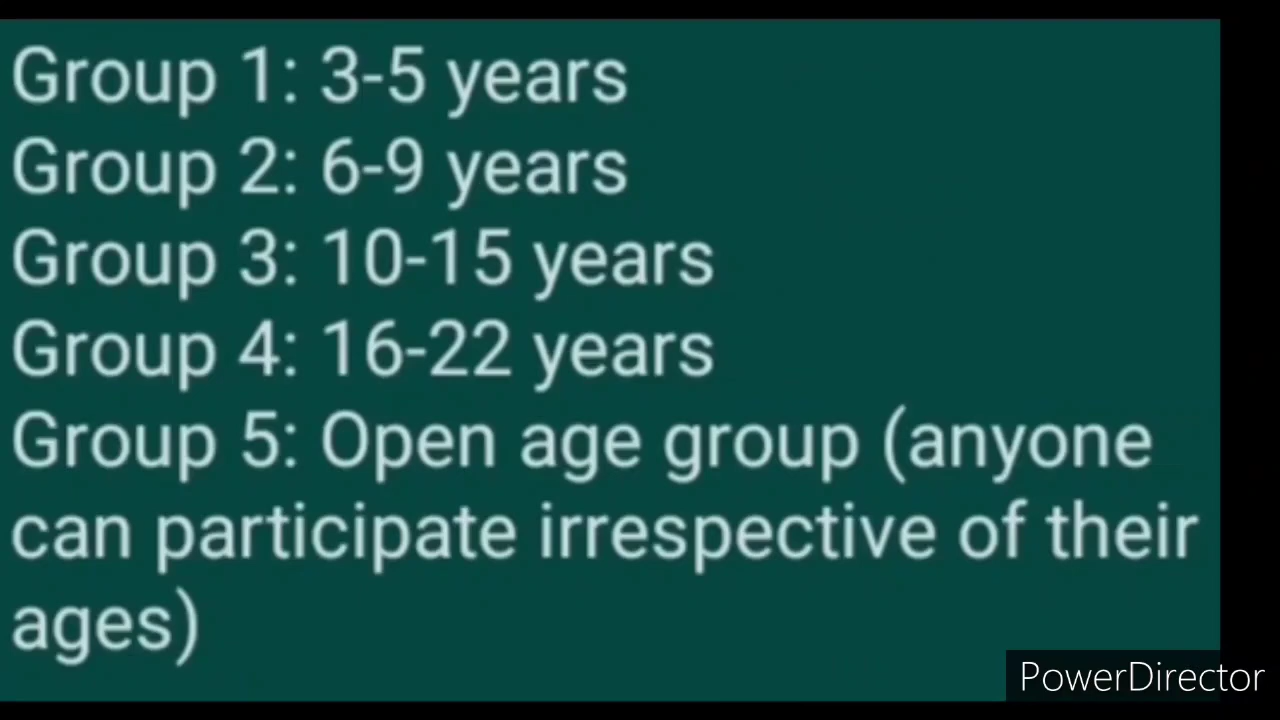 Group 1: 3-5 years
Group 2: 6-9 years
Group 3: 10-15 years
Group 4: 16-22 years
Group 5: Open age group (anyone
can participate irrespective of their
ages)
PowerDirector